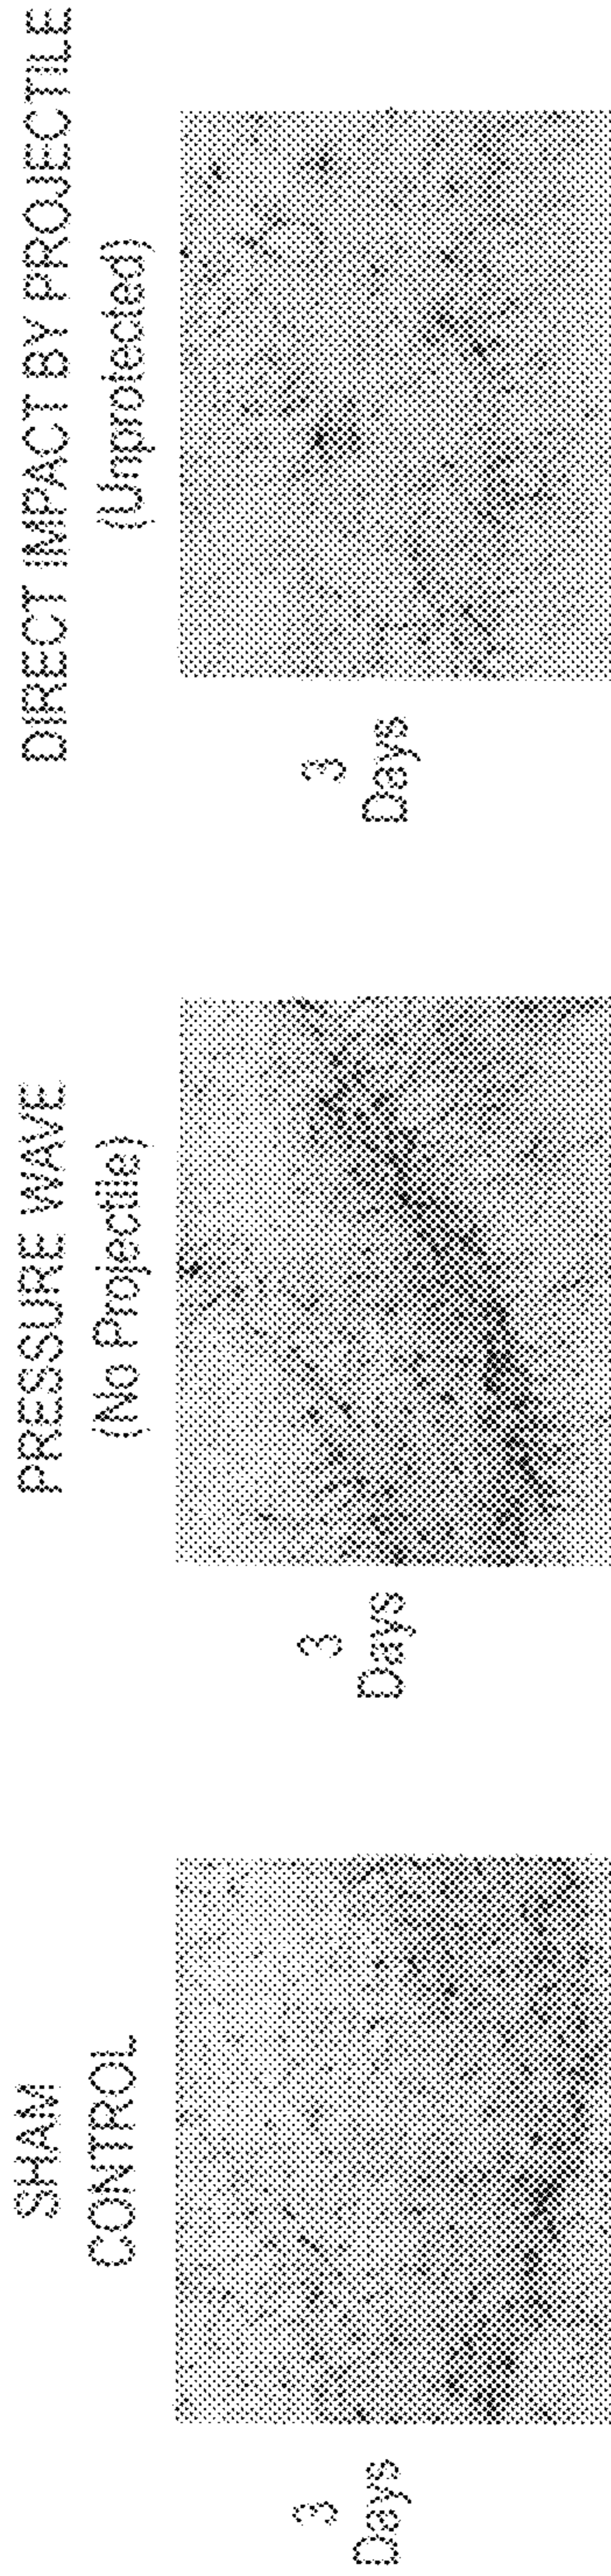 SHAM
CONTROL
3
Days
PRESSURE WAVE
(No Projectile)
3
Days
DIRECT IMPACT BY PROJECTILE
(Unprotected)
3
Days